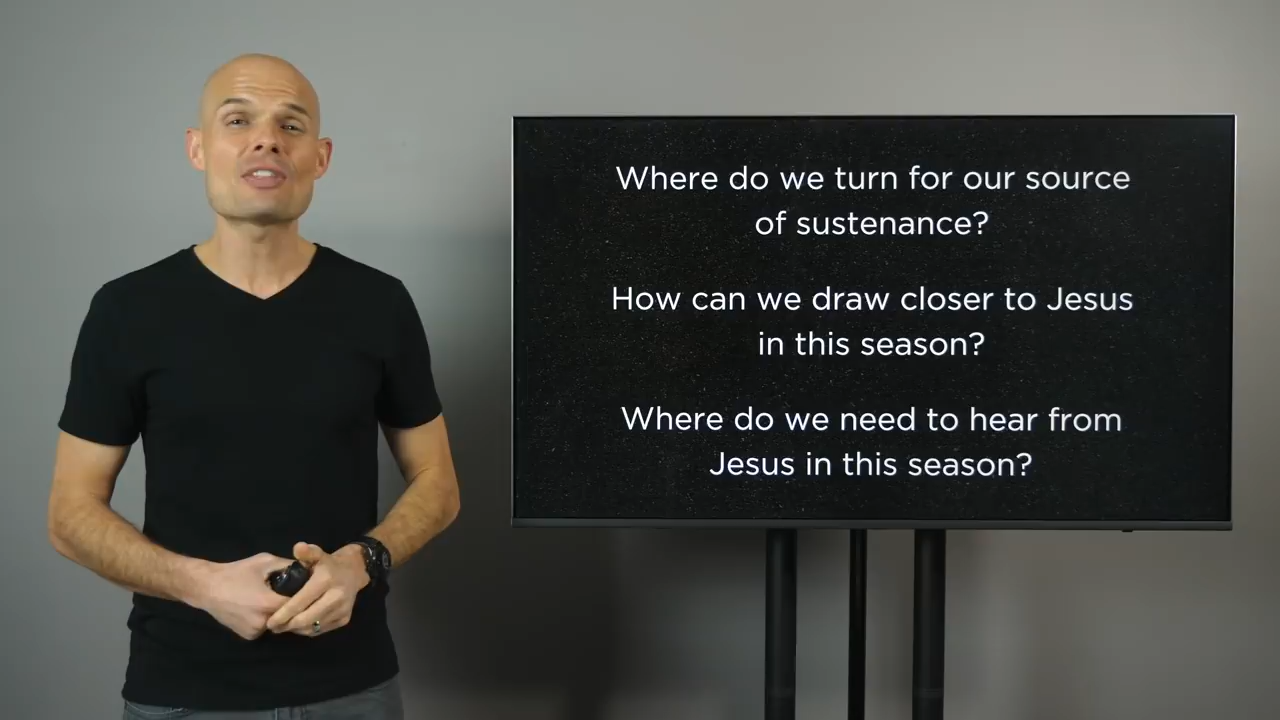 Where do we turn for our source
of sustenance?
How can we draw closer to Jesus
in this season?
Where do we need to hear from
Jesus in this season?